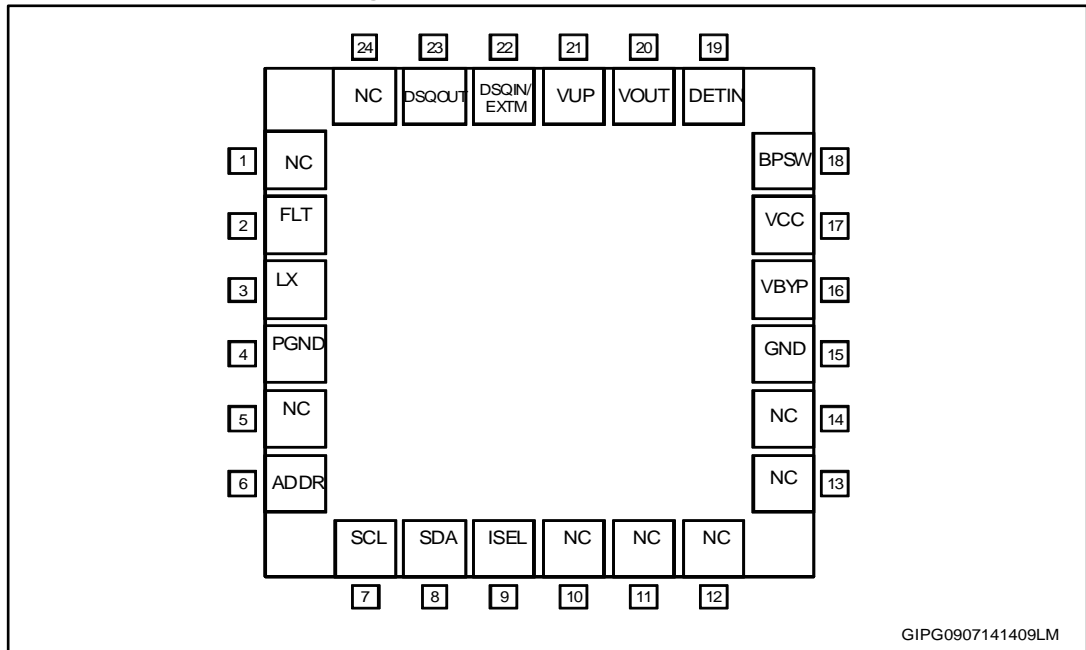 24 23 22 21 20 19
NC DSQOUT DSQIN/ VUP VOUT DETIN
EXTM
1 NC BPSW 18
2 FLT VCC 17
3 LX VBYP 16
4 PGND GND 15
5 NC NC 14
6 ADDR NC 13
SCL SDA ISEL NC NC NC
7 8 9 10 11 12
GIPG0907141409LM